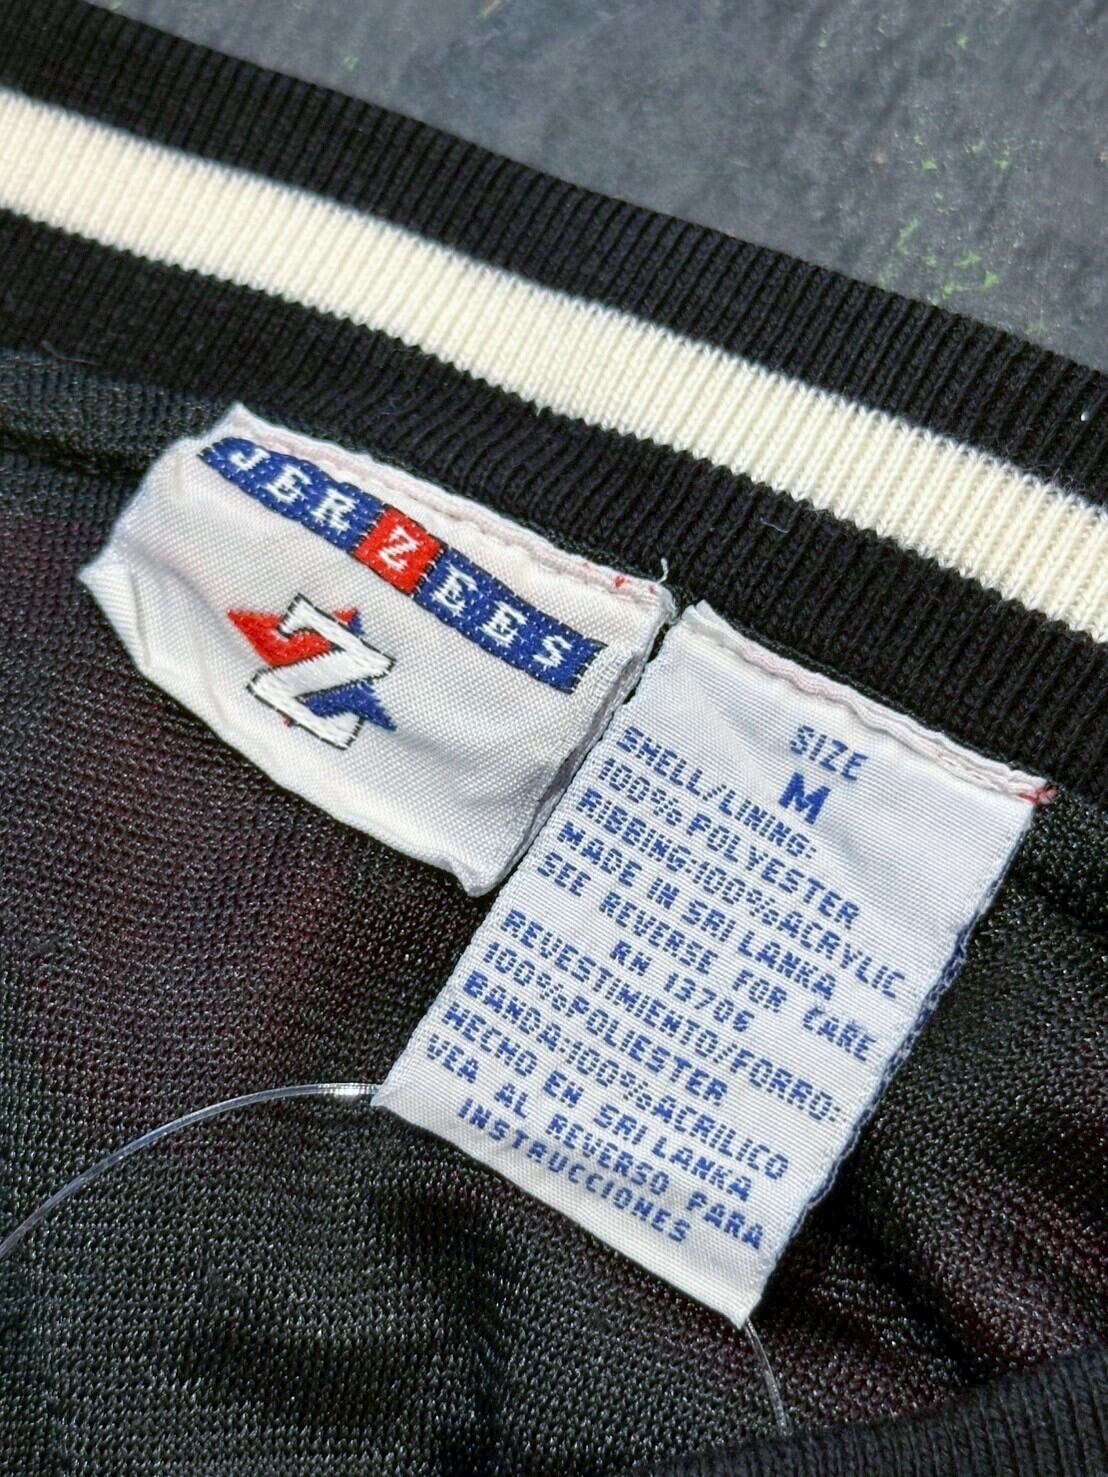 JERZEES
Z
SIZE
M
SHELL/LINING:
100% POLYESTER
RIBBING:100% ACRYLIC
MADE IN SRI LANKA
SEE REVERSE FOR CARE
RN 13706
REVESTIMIENTO/FORRO:
100% POLIESTER
BANDA:100% ACRILICO
HECHO EN SRI LANKA
VEA AL REVERSO PARA
INSTRUCCIONES